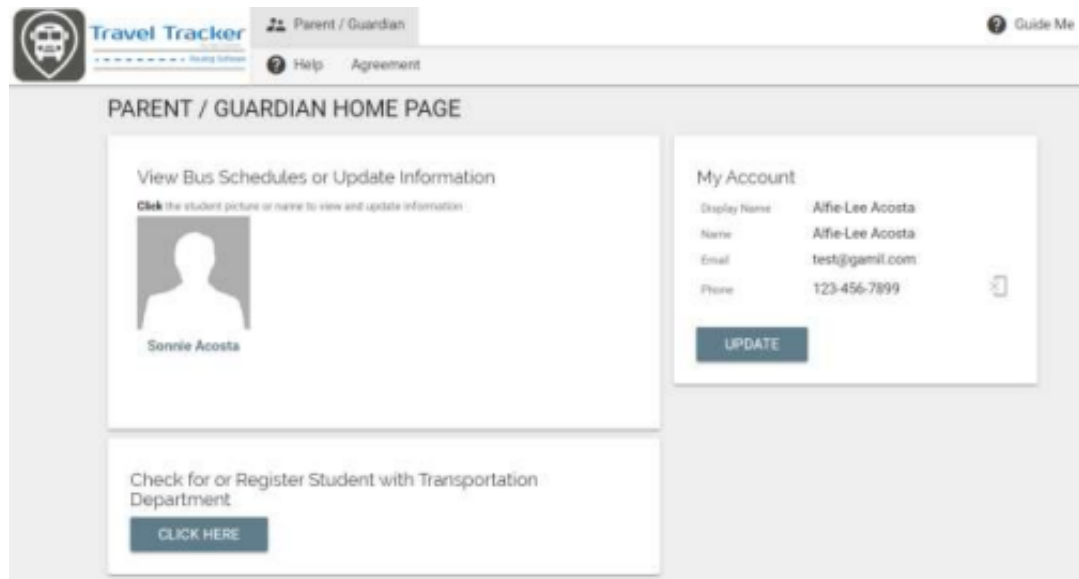 Travel Tracker
Routing Software
Parent / Guardian
Guide Me
Help
Agreement
PARENT / GUARDIAN HOME PAGE
View Bus Schedules or Update Information
Click the student picture or name to view and update information
Sonnie Acosta
Check for or Register Student with Transportation
Department
CLICK HERE
My Account
Display Name Alfie-Lee Acosta
Name Alfie-Lee Acosta
Email test@gamil.com
Phone 123-456-7899
UPDATE